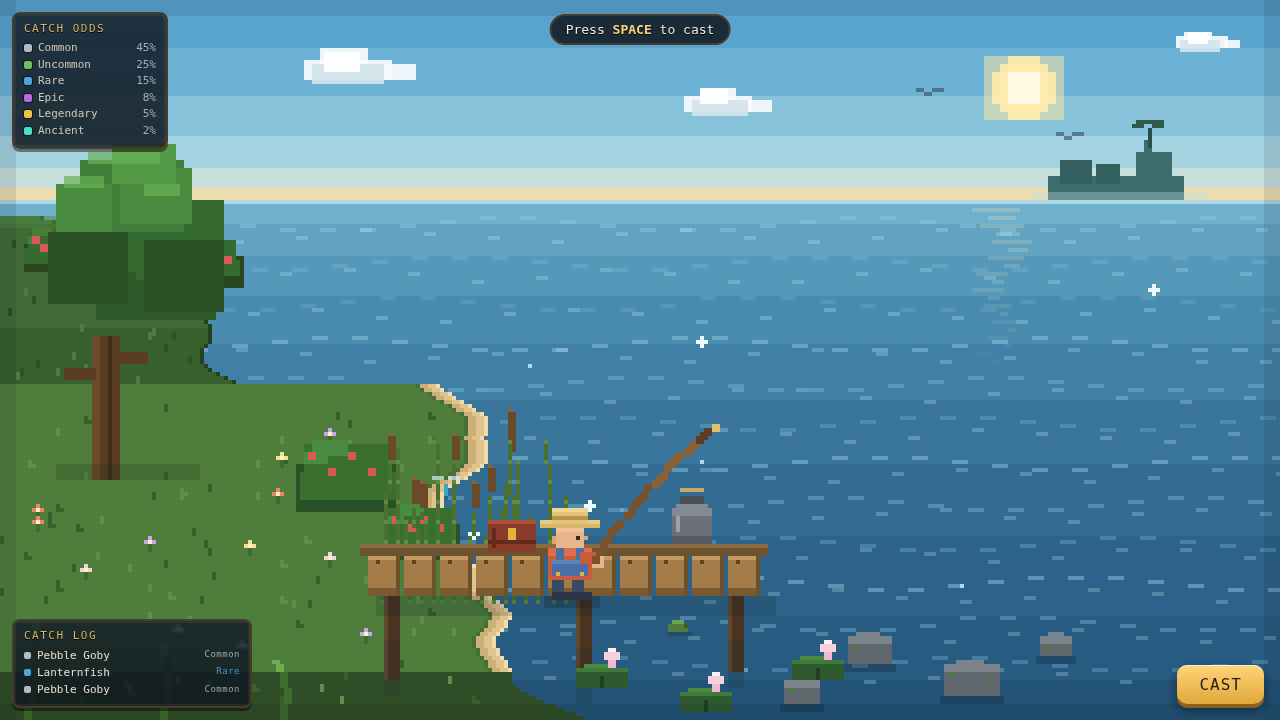 CATCH ODDS
Common 45%
Uncommon 25%
Rare 15%
Epic 8%
Legendary 5%
Ancient 2%
Press SPACE to cast
CATCH LOG
Pebble Goby Common
Lanternfish Rare
Pebble Goby Common
CAST